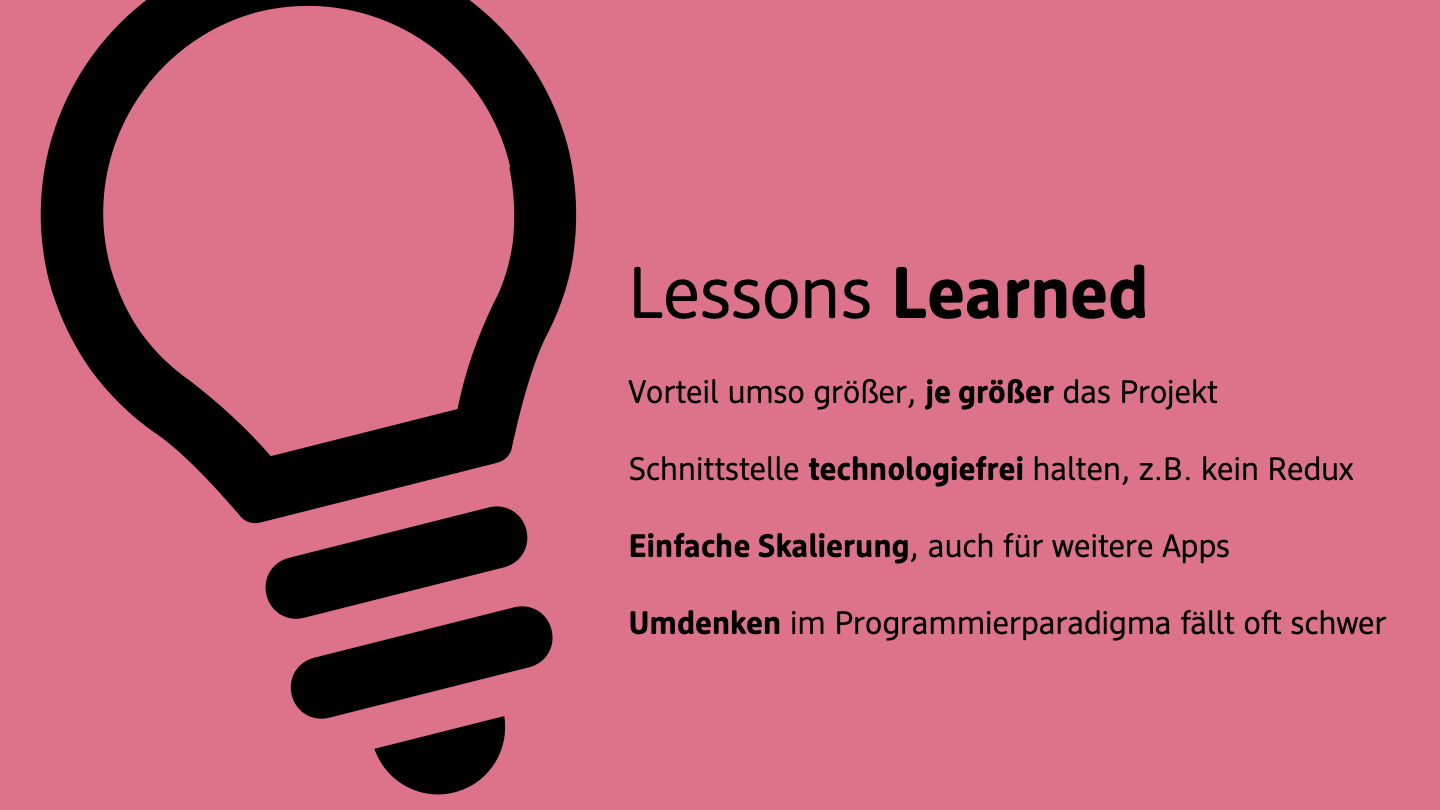 Lessons Learned
Vorteil umso größer, je größer das Projekt
Schnittstelle technologiefrei halten, z.B. kein Redux
Einfache Skalierung, auch für weitere Apps
Umdenken im Programmierparadigma fällt oft schwer